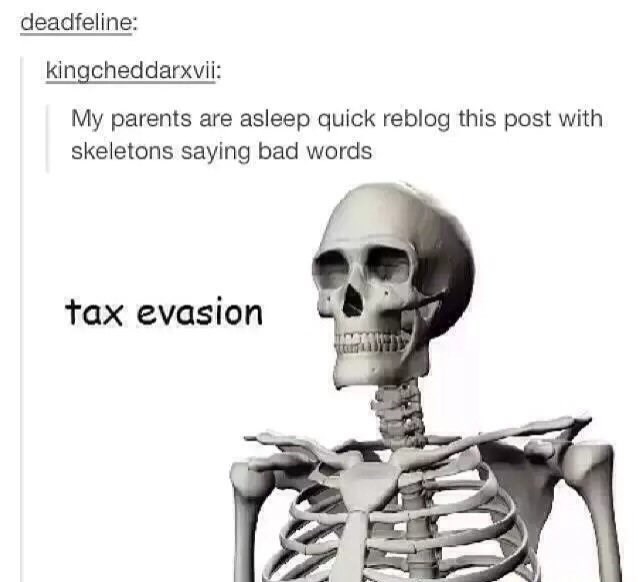 deadfeline:
kingcheddarxvii:
My parents are asleep quick reblog this post with
skeletons saying bad words
tax evasion